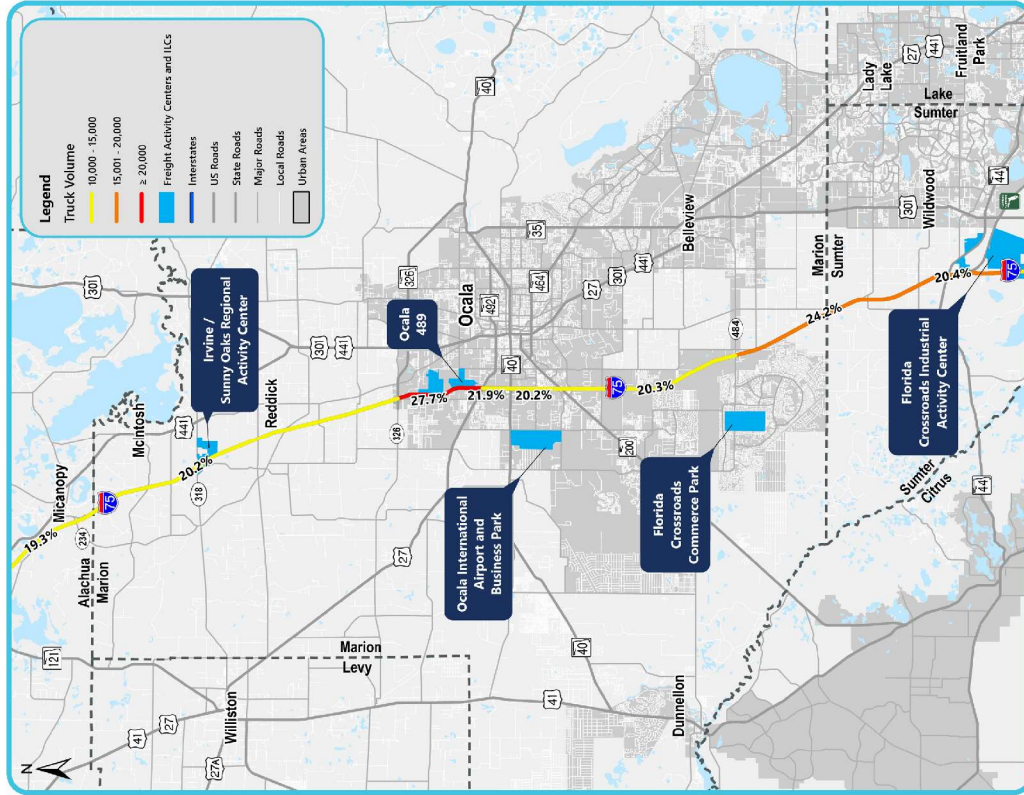 Legend
Truck Volume
10,000 - 15,000
15,001 - 20,000
≥ 20,000
Freight Activity Centers and ILCs
Interstates
US Roads
State Roads
Major Roads
Local Roads
Urban Areas
N
121
41
27
27A
Williston
Marion
Levy
Alachua
Marion
234
Micanopy
19.3%
75
McIntosh
441
318
20.2%
Irvine /
Sunny Oaks Regional
Activity Center
301
Reddick
301
441
326
326
27.7%
Ocala
489
Ocala
492
40
35
464
40
21.9%
20.2%
27
Ocala International
Airport and
Business Park
41
40
Dunnellon
200
75
20.3%
27
301
441
Belleview
484
Florida
Crossroads
Commerce Park
24.2%
Marion
Sumter
Lady
Lake
27
441
Fruitland
Park
Lake
Sumter
301
Wildwood
44
20.4%
75
Florida
Crossroads Industrial
Activity Center
Sumter
Citrus
44